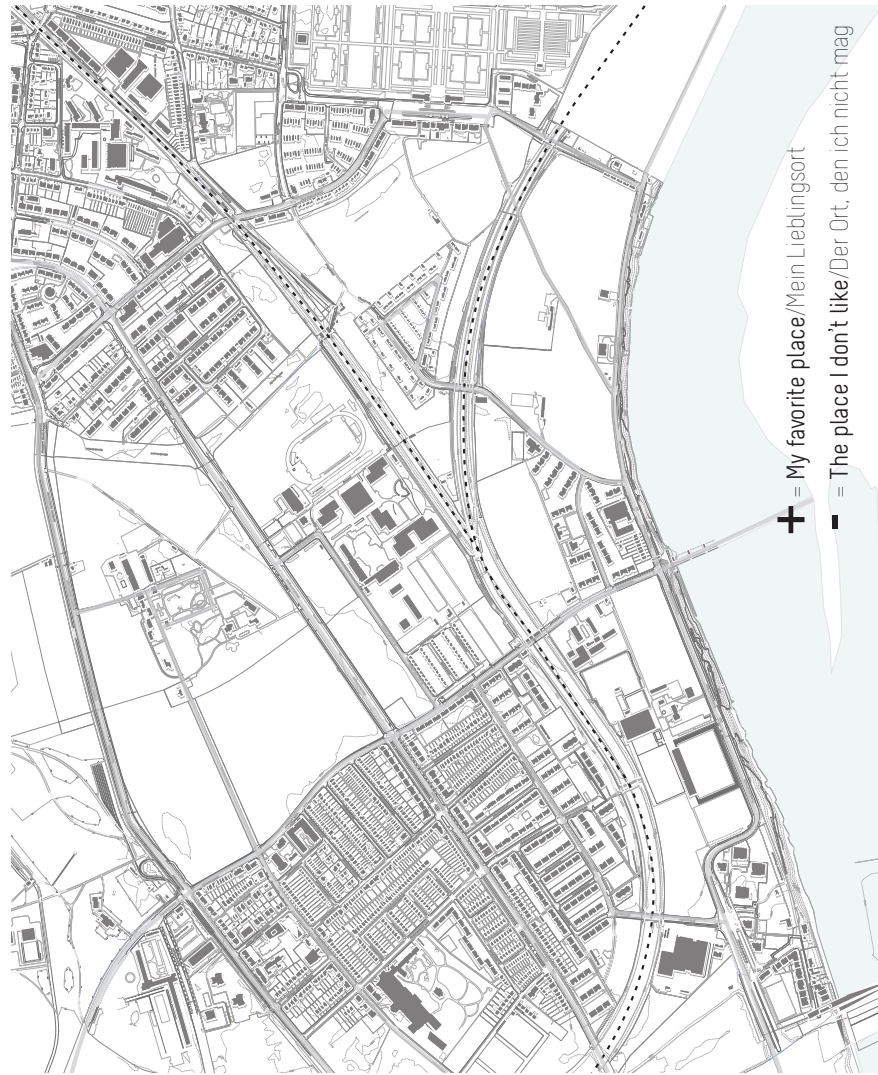 + = My favorite place/Mein Lieblingsort
- = The place I don't like/Der Ort, den ich nicht mag